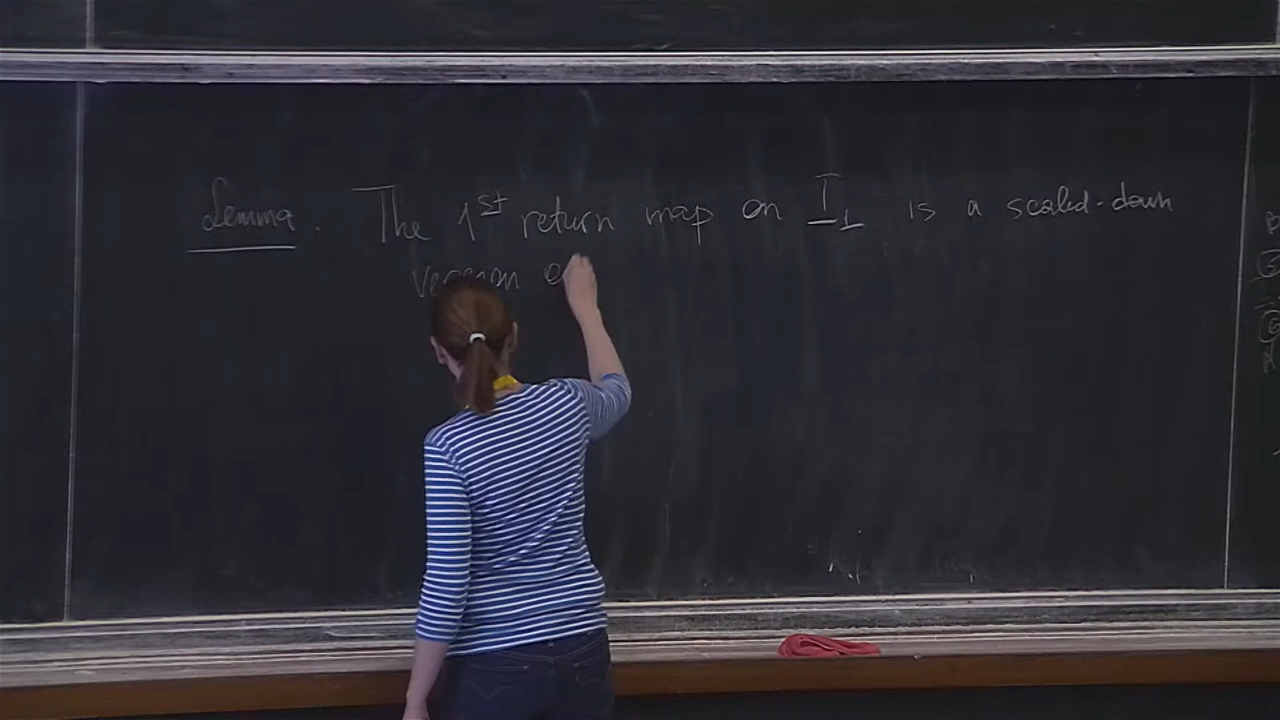 Lemma. The 1st return map on I₁ is a scaled-down
version o